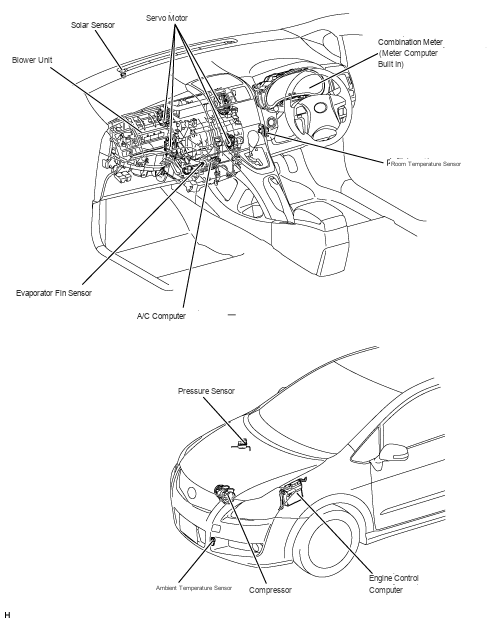 Servo Motor
Solar Sensor
Combination Meter
(Meter Computer
Built In)
Blower Unit
Room Temperature Sensor
Evaporator Fin Sensor
A/C Computer
Pressure Sensor
Ambient Temperature Sensor
Compressor
Engine Control
Computer
H